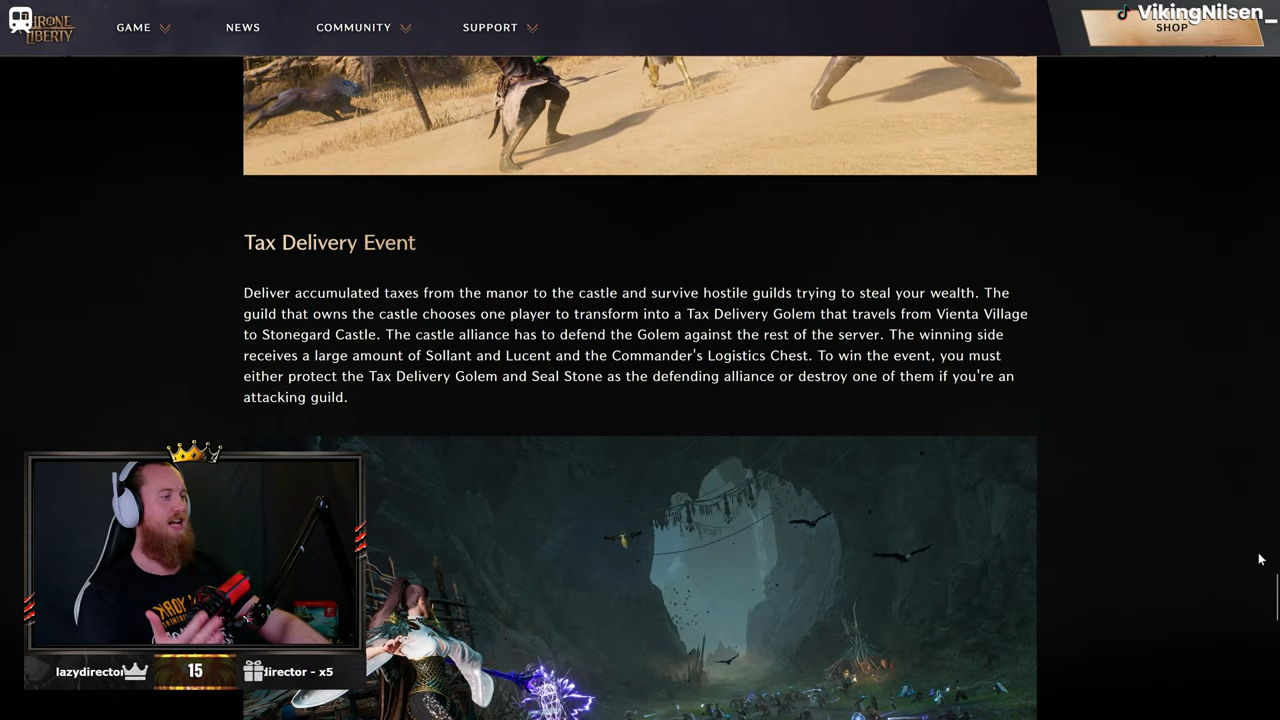 THRONE
LIBERTY
GAME
NEWS
COMMUNITY
SUPPORT
VikingNilsen_
SHOP
Tax Delivery Event
Deliver accumulated taxes from the manor to the castle and survive hostile guilds trying to steal your wealth. The
guild that owns the castle chooses one player to transform into a Tax Delivery Golem that travels from Vienta Village
to Stonegard Castle. The castle alliance has to defend the Golem against the rest of the server. The winning side
receives a large amount of Sollant and Lucent and the Commander's Logistics Chest. To win the event, you must
either protect the Tax Delivery Golem and Seal Stone as the defending alliance or destroy one of them if you're an
attacking guild.
lazydirector
15
director - x5